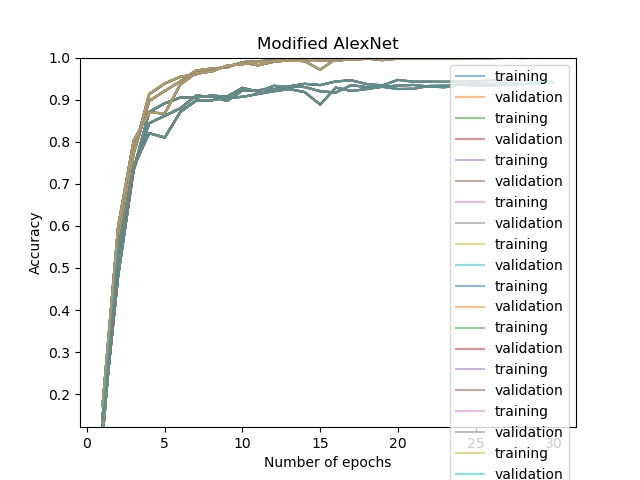 Modified AlexNet
Accuracy
1.0
0.9
0.8
0.7
0.6
0.5
0.4
0.3
0.2
0 5 10 15 20 25 30
Number of epochs
training
validation
training
validation
training
validation
training
validation
training
validation
training
validation
training
validation
training
validation
training
validation
training
validation